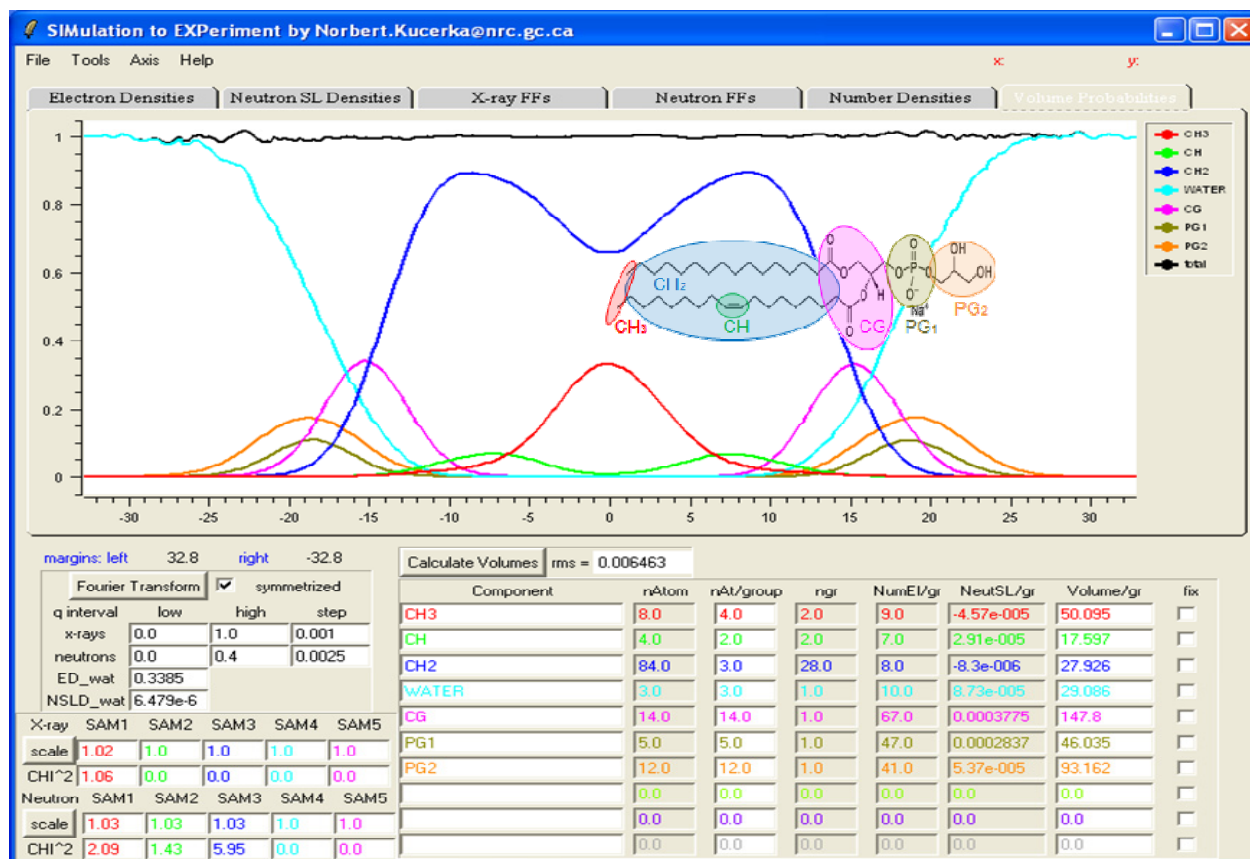 SIMulation to EXPeriment by Norbert.Kucerka@nrc.gc.ca
File Tools Axis Help x: y:
Electron Densities Neutron SL Densities X-ray FFs Neutron FFs Number Densities Volume Probabilities
1
0.8
0.6
0.4
0.2
0
-30 -25 -20 -15 -10 -5 0 5 10 15 20 25 30
CH3
CH
CH2
WATER
CG
PG1
PG2
total
O O OH
O O P O OH
CH₂ O H O⁻
O Na⁺
CH₃ CH CG PG₁ PG₂
margins: left 32.8 right -32.8
Fourier Transform symmetrized
q interval low high step
x-rays 0.0 1.0 0.001
neutrons 0.0 0.4 0.0025
ED_wat 0.3385
NSLD_wat 6.479e-6
X-ray SAM1 SAM2 SAM3 SAM4 SAM5
scale 1.02 1.0 1.0 1.0 1.0
CHI^2 1.06 0.0 0.0 0.0 0.0
Neutron SAM1 SAM2 SAM3 SAM4 SAM5
scale 1.03 1.03 1.03 1.0 1.0
CHI^2 2.09 1.43 5.95 0.0 0.0
Calculate Volumes rms = 0.006463
Component nAtom nAt/group ngr NumEl/gr NeutSL/gr Volume/gr fix
CH3 8.0 4.0 2.0 9.0 -4.57e-005 50.095
CH 4.0 2.0 2.0 7.0 2.91e-005 17.597
CH2 84.0 3.0 28.0 8.0 -8.3e-006 27.926
WATER 3.0 3.0 1.0 10.0 8.73e-005 29.086
CG 14.0 14.0 1.0 67.0 0.0003775 147.8
PG1 5.0 5.0 1.0 47.0 0.0002837 46.035
PG2 12.0 12.0 1.0 41.0 5.37e-005 93.162
0.0 0.0 0.0 0.0 0.0 0.0
0.0 0.0 0.0 0.0 0.0 0.0
0.0 0.0 0.0 0.0 0.0 0.0